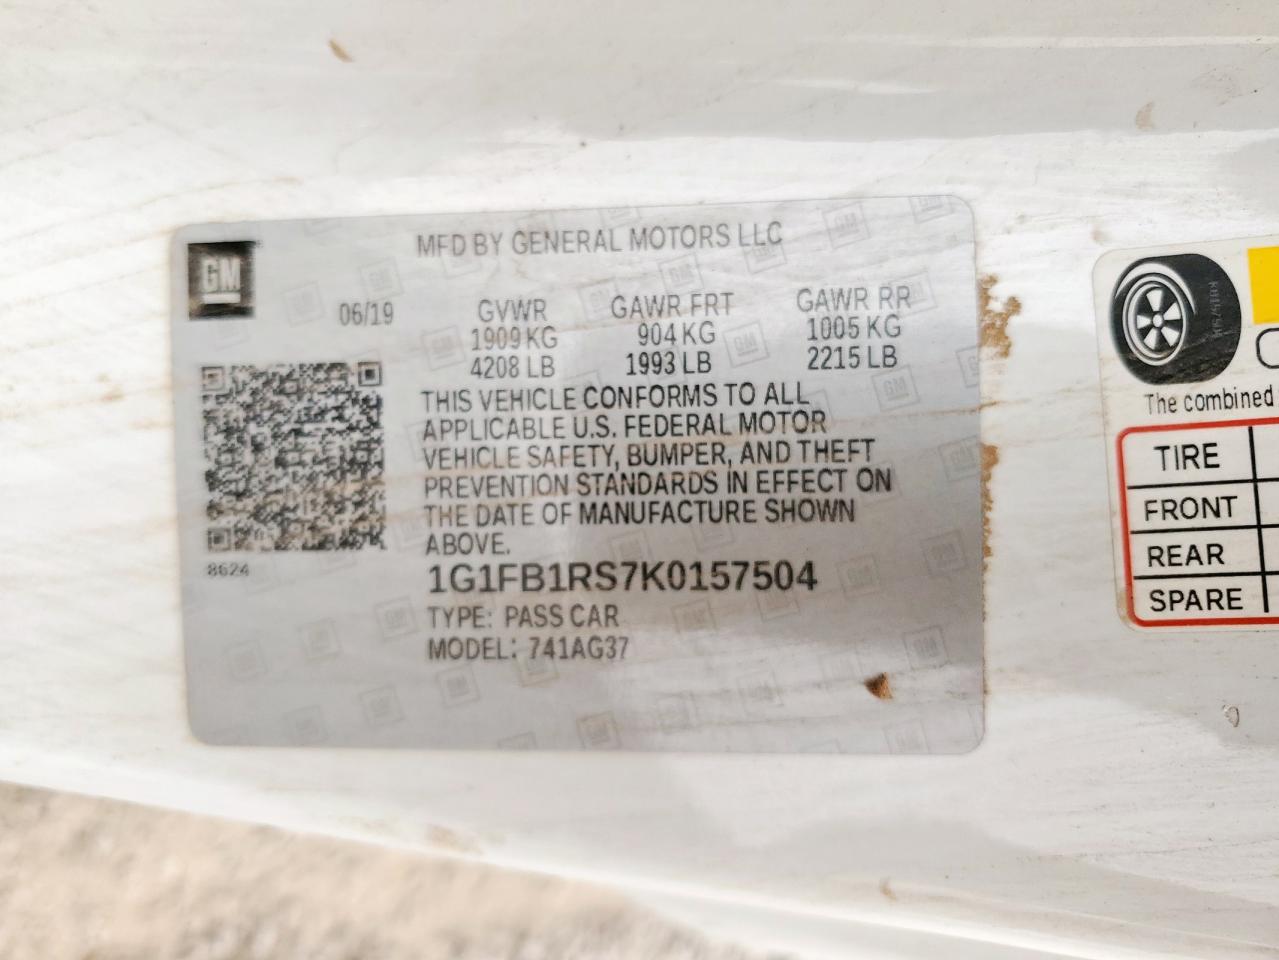 GM
MFD BY GENERAL MOTORS LLC
06/19
GVWR GAWR FRT GAWR RR
1909 KG 904 KG 1005 KG
4208 LB 1993 LB 2215 LB
THIS VEHICLE CONFORMS TO ALL
APPLICABLE U.S. FEDERAL MOTOR
VEHICLE SAFETY, BUMPER, AND THEFT
PREVENTION STANDARDS IN EFFECT ON
THE DATE OF MANUFACTURE SHOWN
ABOVE.
8624
1G1FB1RS7K0157504
TYPE: PASS CAR
MODEL: 741AG37
The combined
TIRE
FRONT
REAR
SPARE